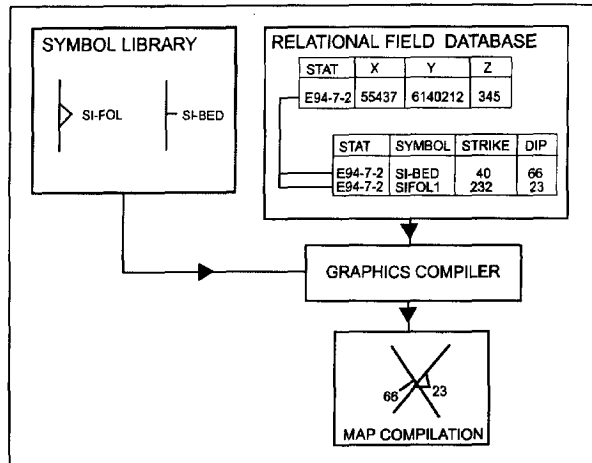 SYMBOL LIBRARY
SI-FOL
SI-BED
RELATIONAL FIELD DATABASE
STAT X Y Z
E94-7-2 55437 6140212 345
STAT SYMBOL STRIKE DIP
E94-7-2 SI-BED 40 66
E94-7-2 SIFOL1 232 23
GRAPHICS COMPILER
66 23
MAP COMPILATION